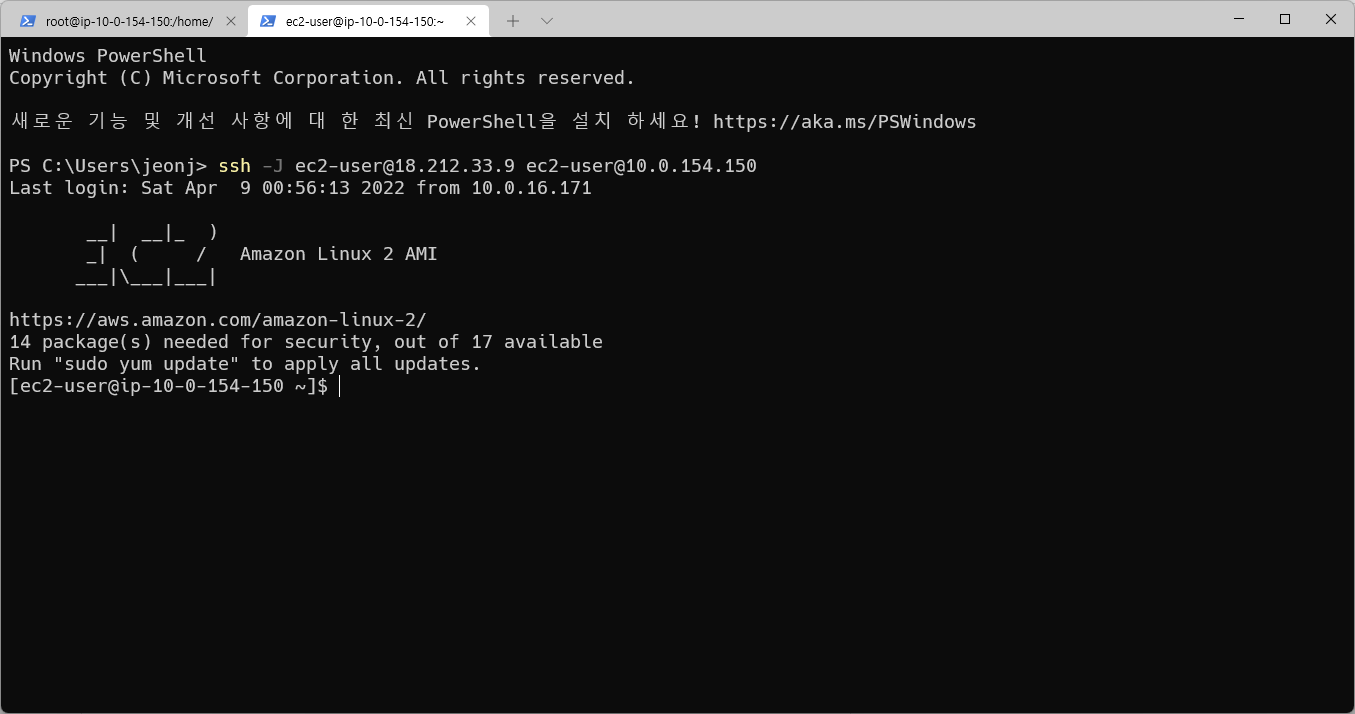 root@ip-10-0-154-150:/home/
ec2-user@ip-10-0-154-150:~
Windows PowerShell
Copyright (C) Microsoft Corporation. All rights reserved.
새로운 기능 및 개선 사항에 대 한 최신 PowerShell을 설치 하세요! https://aka.ms/PSWindows
PS C:\Users\jeonj> ssh -J ec2-user@18.212.33.9 ec2-user@10.0.154.150
Last login: Sat Apr  9 00:56:13 2022 from 10.0.16.171
       __|  __|_  )
       _|  (     /   Amazon Linux 2 AMI
      ___|\___|___|
https://aws.amazon.com/amazon-linux-2/
14 package(s) needed for security, out of 17 available
Run "sudo yum update" to apply all updates.
[ec2-user@ip-10-0-154-150 ~]$